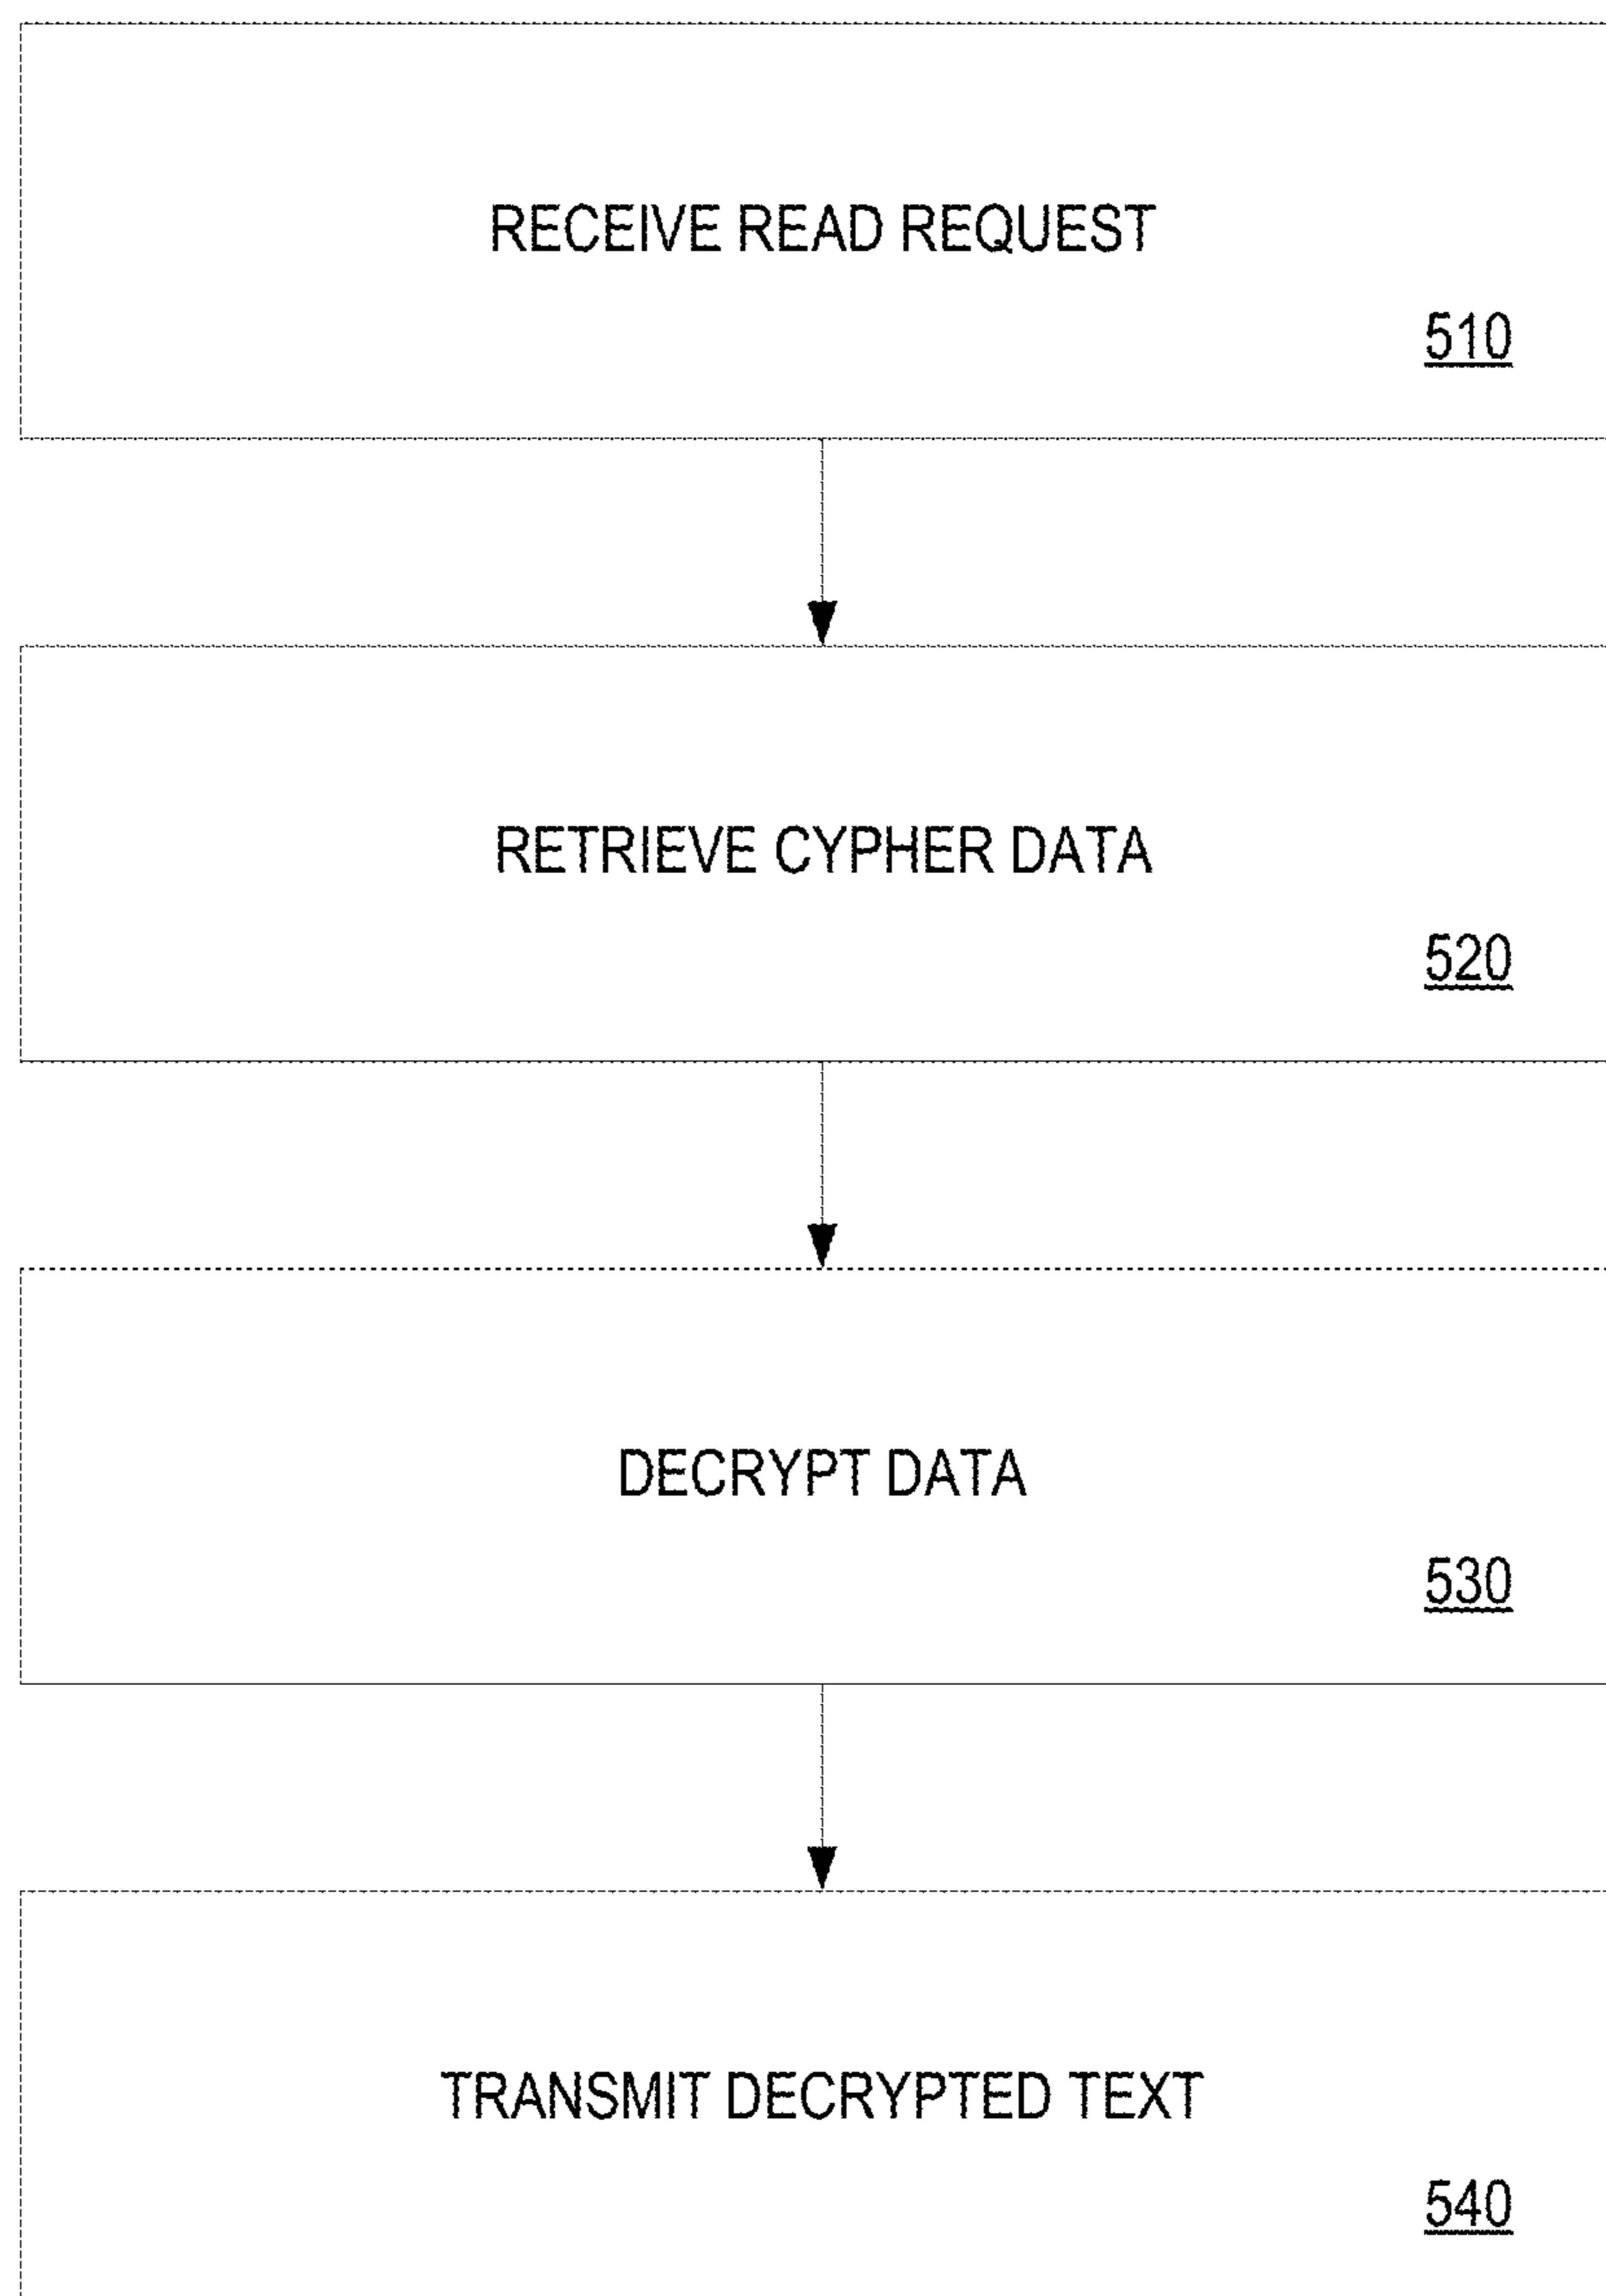 RECEIVE READ REQUEST
510
RETRIEVE CYPHER DATA
520
DECRYPT DATA
530
TRANSMIT DECRYPTED TEXT
540